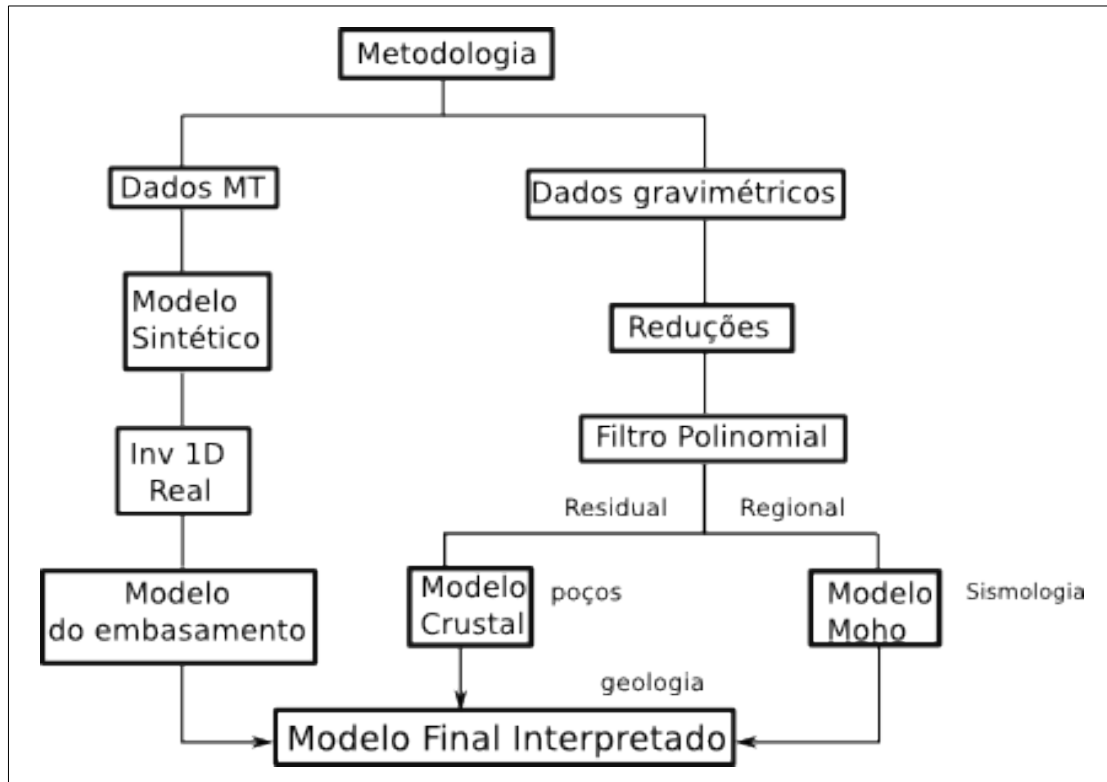 Metodologia
Dados MT
Dados gravimétricos
Modelo
Sintético
Reduções
Inv 1D
Real
Filtro Polinomial
Residual
Regional
Modelo
do embasamento
Modelo
Crustal
poços
Modelo
Moho
Sismologia
geologia
Modelo Final Interpretado